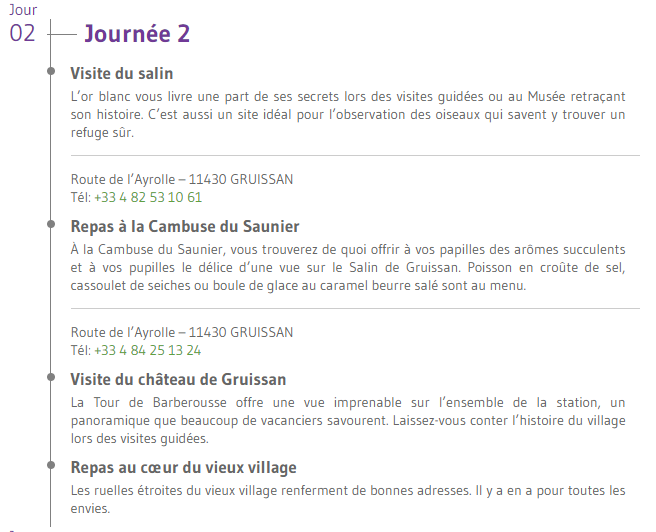 Jour
02
Journée 2
Visite du salin
L’or blanc vous livre une part de ses secrets lors des visites guidées ou au Musée retraçant
son histoire. C’est aussi un site idéal pour l’observation des oiseaux qui savent y trouver un
refuge sûr.
Route de l’Ayrolle – 11430 GRUISSAN
Tél: +33 4 82 53 10 61
Repas à la Cambuse du Saunier
À la Cambuse du Saunier, vous trouverez de quoi offrir à vos papilles des arômes succulents
et à vos pupilles le délice d’une vue sur le Salin de Gruissan. Poisson en croûte de sel,
cassoulet de seiches ou boule de glace au caramel beurre salé sont au menu.
Route de l’Ayrolle – 11430 GRUISSAN
Tél: +33 4 84 25 13 24
Visite du château de Gruissan
La Tour de Barberousse offre une vue imprenable sur l’ensemble de la station, un
panoramique que beaucoup de vacanciers savourent. Laissez-vous conter l’histoire du village
lors des visites guidées.
Repas au cœur du vieux village
Les ruelles étroites du vieux village renferment de bonnes adresses. Il y a en a pour toutes les
envies.